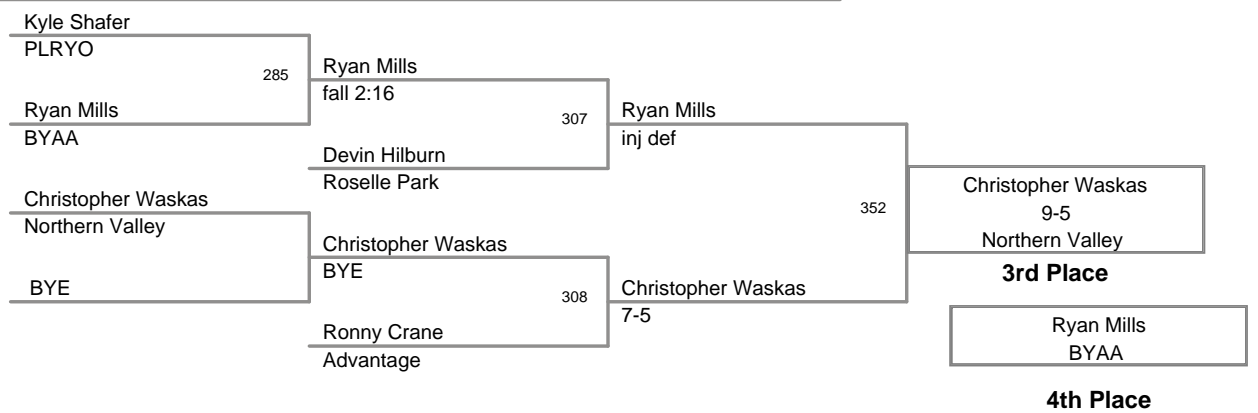 Kyle Shafer
PLRYO
285
Ryan Mills
BYAA
Ryan Mills
fall 2:16
307
Devin Hilburn
Roselle Park
Ryan Mills
inj def
Christopher Waskas
Northern Valley
BYE
Christopher Waskas
BYE
308
Ronny Crane
Advantage
Christopher Waskas
7-5
352
Christopher Waskas
9-5
Northern Valley
3rd Place
Ryan Mills
BYAA
4th Place